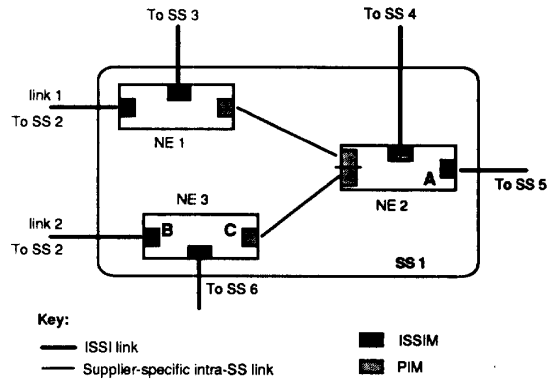 To SS 3
To SS 4
link 1
To SS 2
NE 1
A
To SS 5
NE 2
NE 3
link 2
To SS 2
B
C
SS 1
To SS 6
Key:
ISSI link
Supplier-specific intra-SS link
ISSIM
PIM